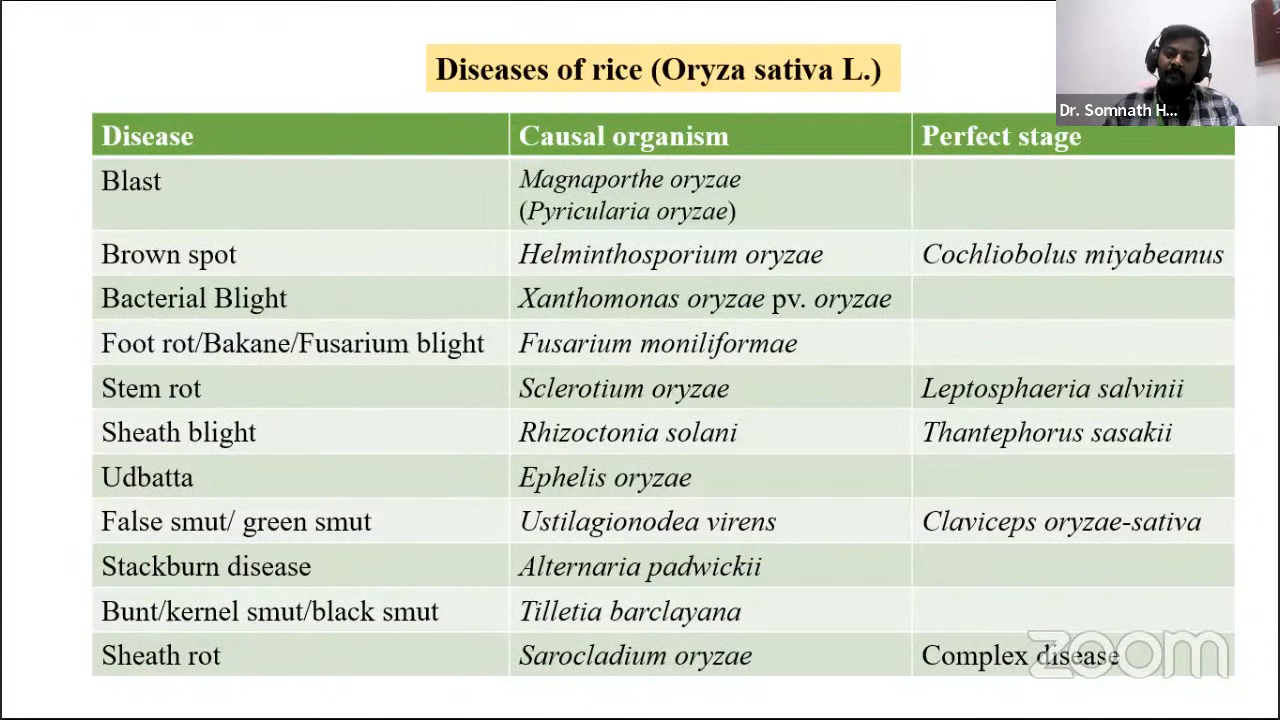 Diseases of rice (Oryza sativa L.)
Dr. Somnath H...
Disease Causal organism Perfect stage
Blast Magnaporthe oryzae
(Pyricularia oryzae)
Brown spot Helminthosporium oryzae Cochliobolus miyabeanus
Bacterial Blight Xanthomonas oryzae pv. oryzae
Foot rot/Bakane/Fusarium blight Fusarium moniliformae
Stem rot Sclerotium oryzae Leptosphaeria salvinii
Sheath blight Rhizoctonia solani Thantephorus sasakii
Udbatta Ephelis oryzae
False smut/ green smut Ustilagionodea virens Claviceps oryzae-sativa
Stackburn disease Alternaria padwickii
Bunt/kernel smut/black smut Tilletia barclayana
Sheath rot Sarocladium oryzae Complex disease
zoom